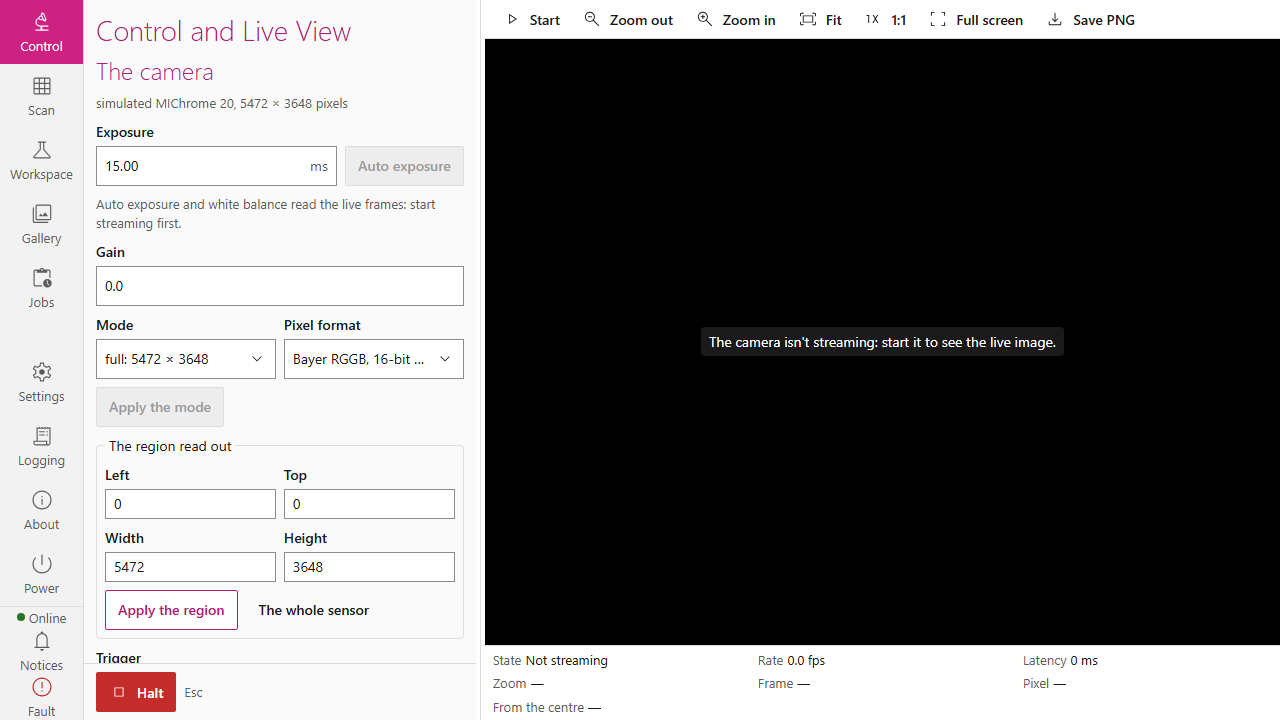 Control
Scan
Workspace
Gallery
Jobs
Settings
Logging
About
Power
Online
Notices
Fault
Control and Live View
The camera
simulated MIChrome 20, 5472 × 3648 pixels
Exposure
15.00 ms
Auto exposure
Auto exposure and white balance read the live frames: start
streaming first.
Gain
0.0
Mode Pixel format
full: 5472 × 3648 Bayer RGGB, 16-bit ...
Apply the mode
The region read out
Left Top
0 0
Width Height
5472 3648
Apply the region The whole sensor
Trigger
Halt Esc
Start Zoom out Zoom in Fit 1X 1:1 Full screen Save PNG
The camera isn't streaming: start it to see the live image.
State Not streaming Rate 0.0 fps Latency 0 ms
Zoom — Frame — Pixel —
From the centre —